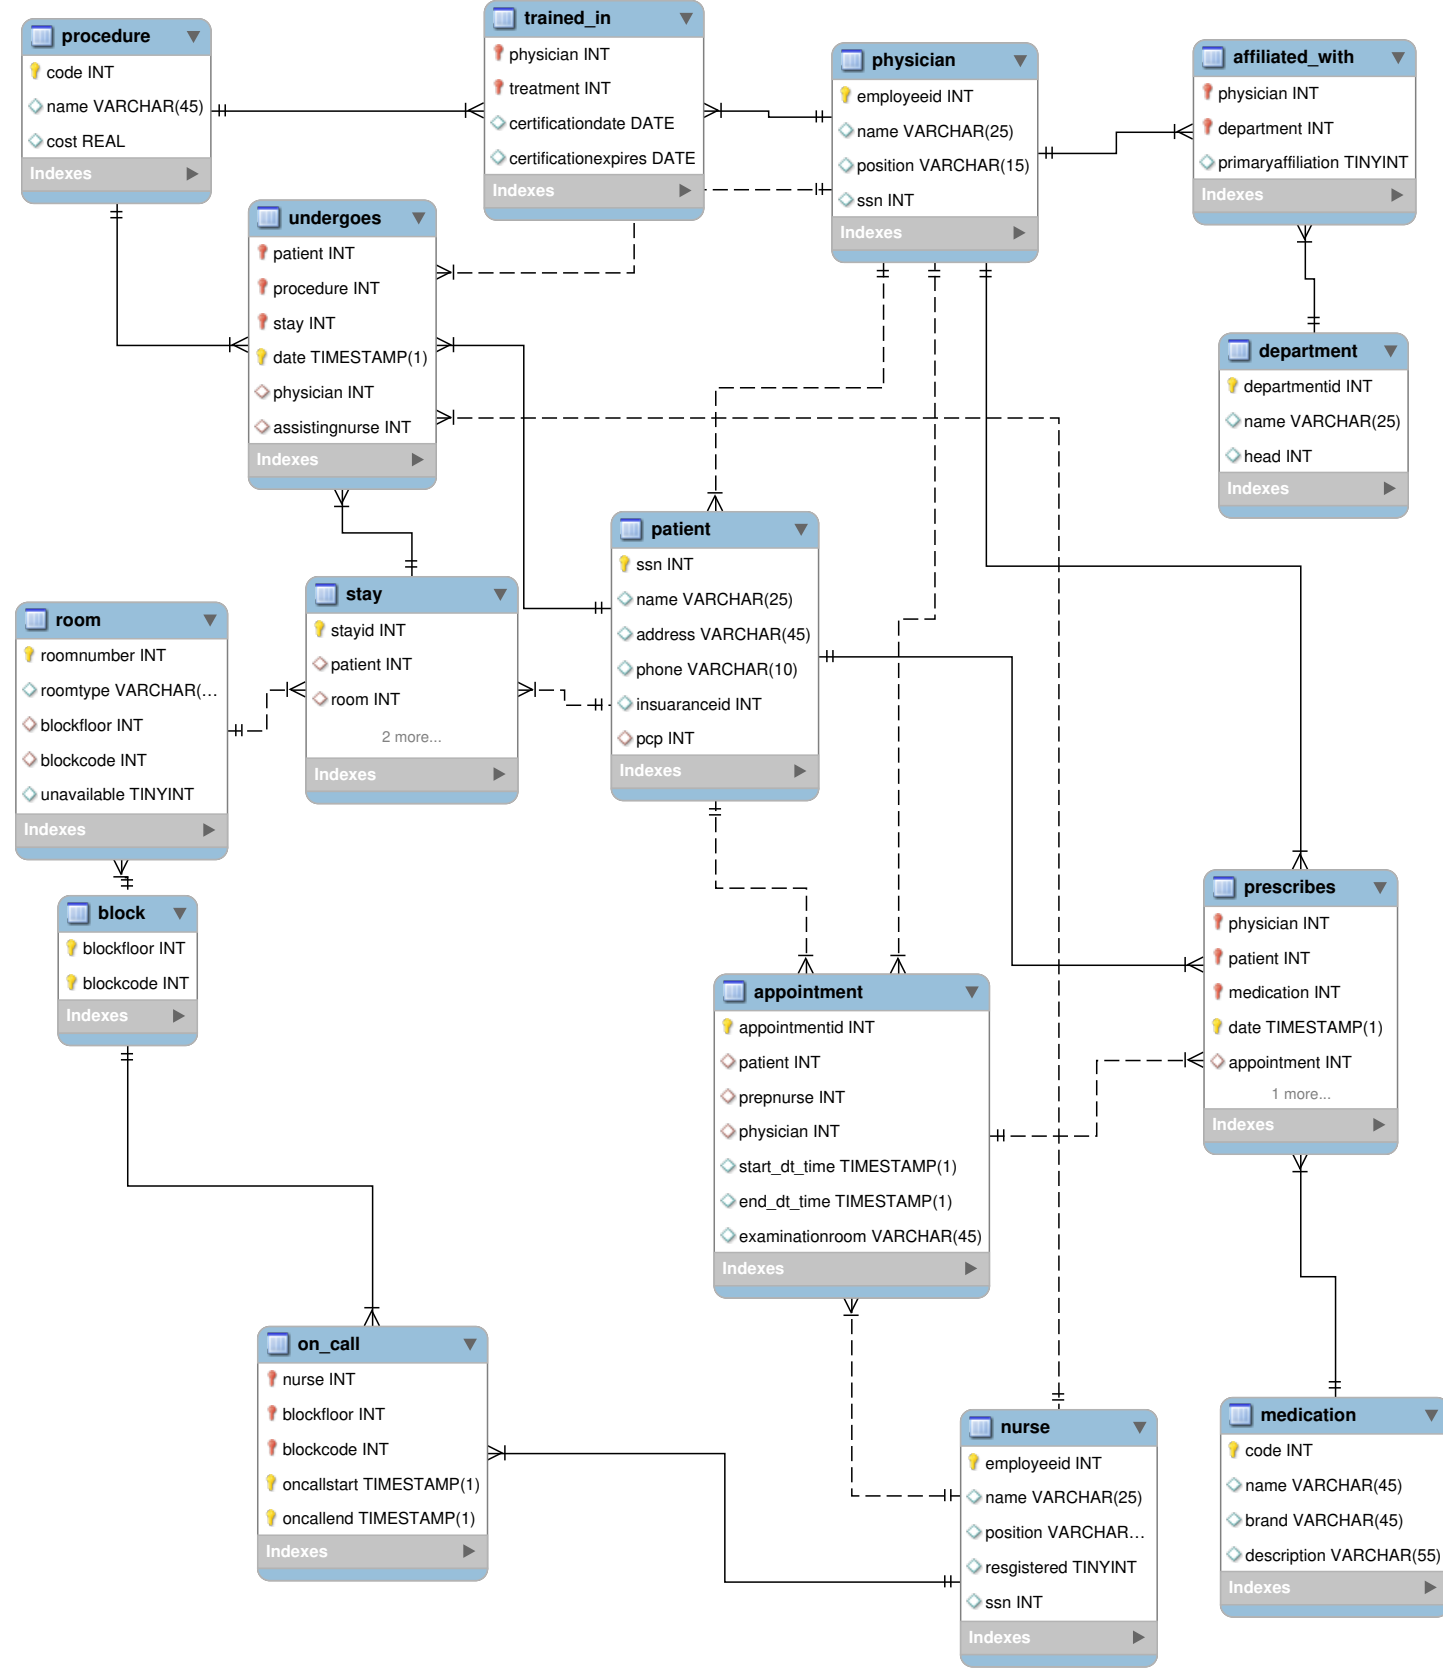 procedure
code INT
name VARCHAR(45)
cost REAL
Indexes
trained_in
physician INT
treatment INT
certificationdate DATE
certificationexpires DATE
Indexes
physician
employeeid INT
name VARCHAR(25)
position VARCHAR(15)
ssn INT
Indexes
affiliated_with
physician INT
department INT
primaryaffiliation TINYINT
Indexes
undergoes
patient INT
procedure INT
stay INT
date TIMESTAMP(1)
physician INT
assistingnurse INT
Indexes
department
departmentid INT
name VARCHAR(25)
head INT
Indexes
patient
ssn INT
name VARCHAR(25)
address VARCHAR(45)
phone VARCHAR(10)
insuaranceid INT
pcp INT
Indexes
stay
stayid INT
patient INT
room INT
2 more...
Indexes
room
roomnumber INT
roomtype VARCHAR(...
blockfloor INT
blockcode INT
unavailable TINYINT
Indexes
block
blockfloor INT
blockcode INT
Indexes
prescribes
physician INT
patient INT
medication INT
date TIMESTAMP(1)
appointment INT
1 more...
Indexes
appointment
appointmentid INT
patient INT
prepnurse INT
physician INT
start_dt_time TIMESTAMP(1)
end_dt_time TIMESTAMP(1)
examinationroom VARCHAR(45)
Indexes
on_call
nurse INT
blockfloor INT
blockcode INT
oncallstart TIMESTAMP(1)
oncallend TIMESTAMP(1)
Indexes
nurse
employeeid INT
name VARCHAR(25)
position VARCHAR...
resgistered TINYINT
ssn INT
Indexes
medication
code INT
name VARCHAR(45)
brand VARCHAR(45)
description VARCHAR(55)
Indexes